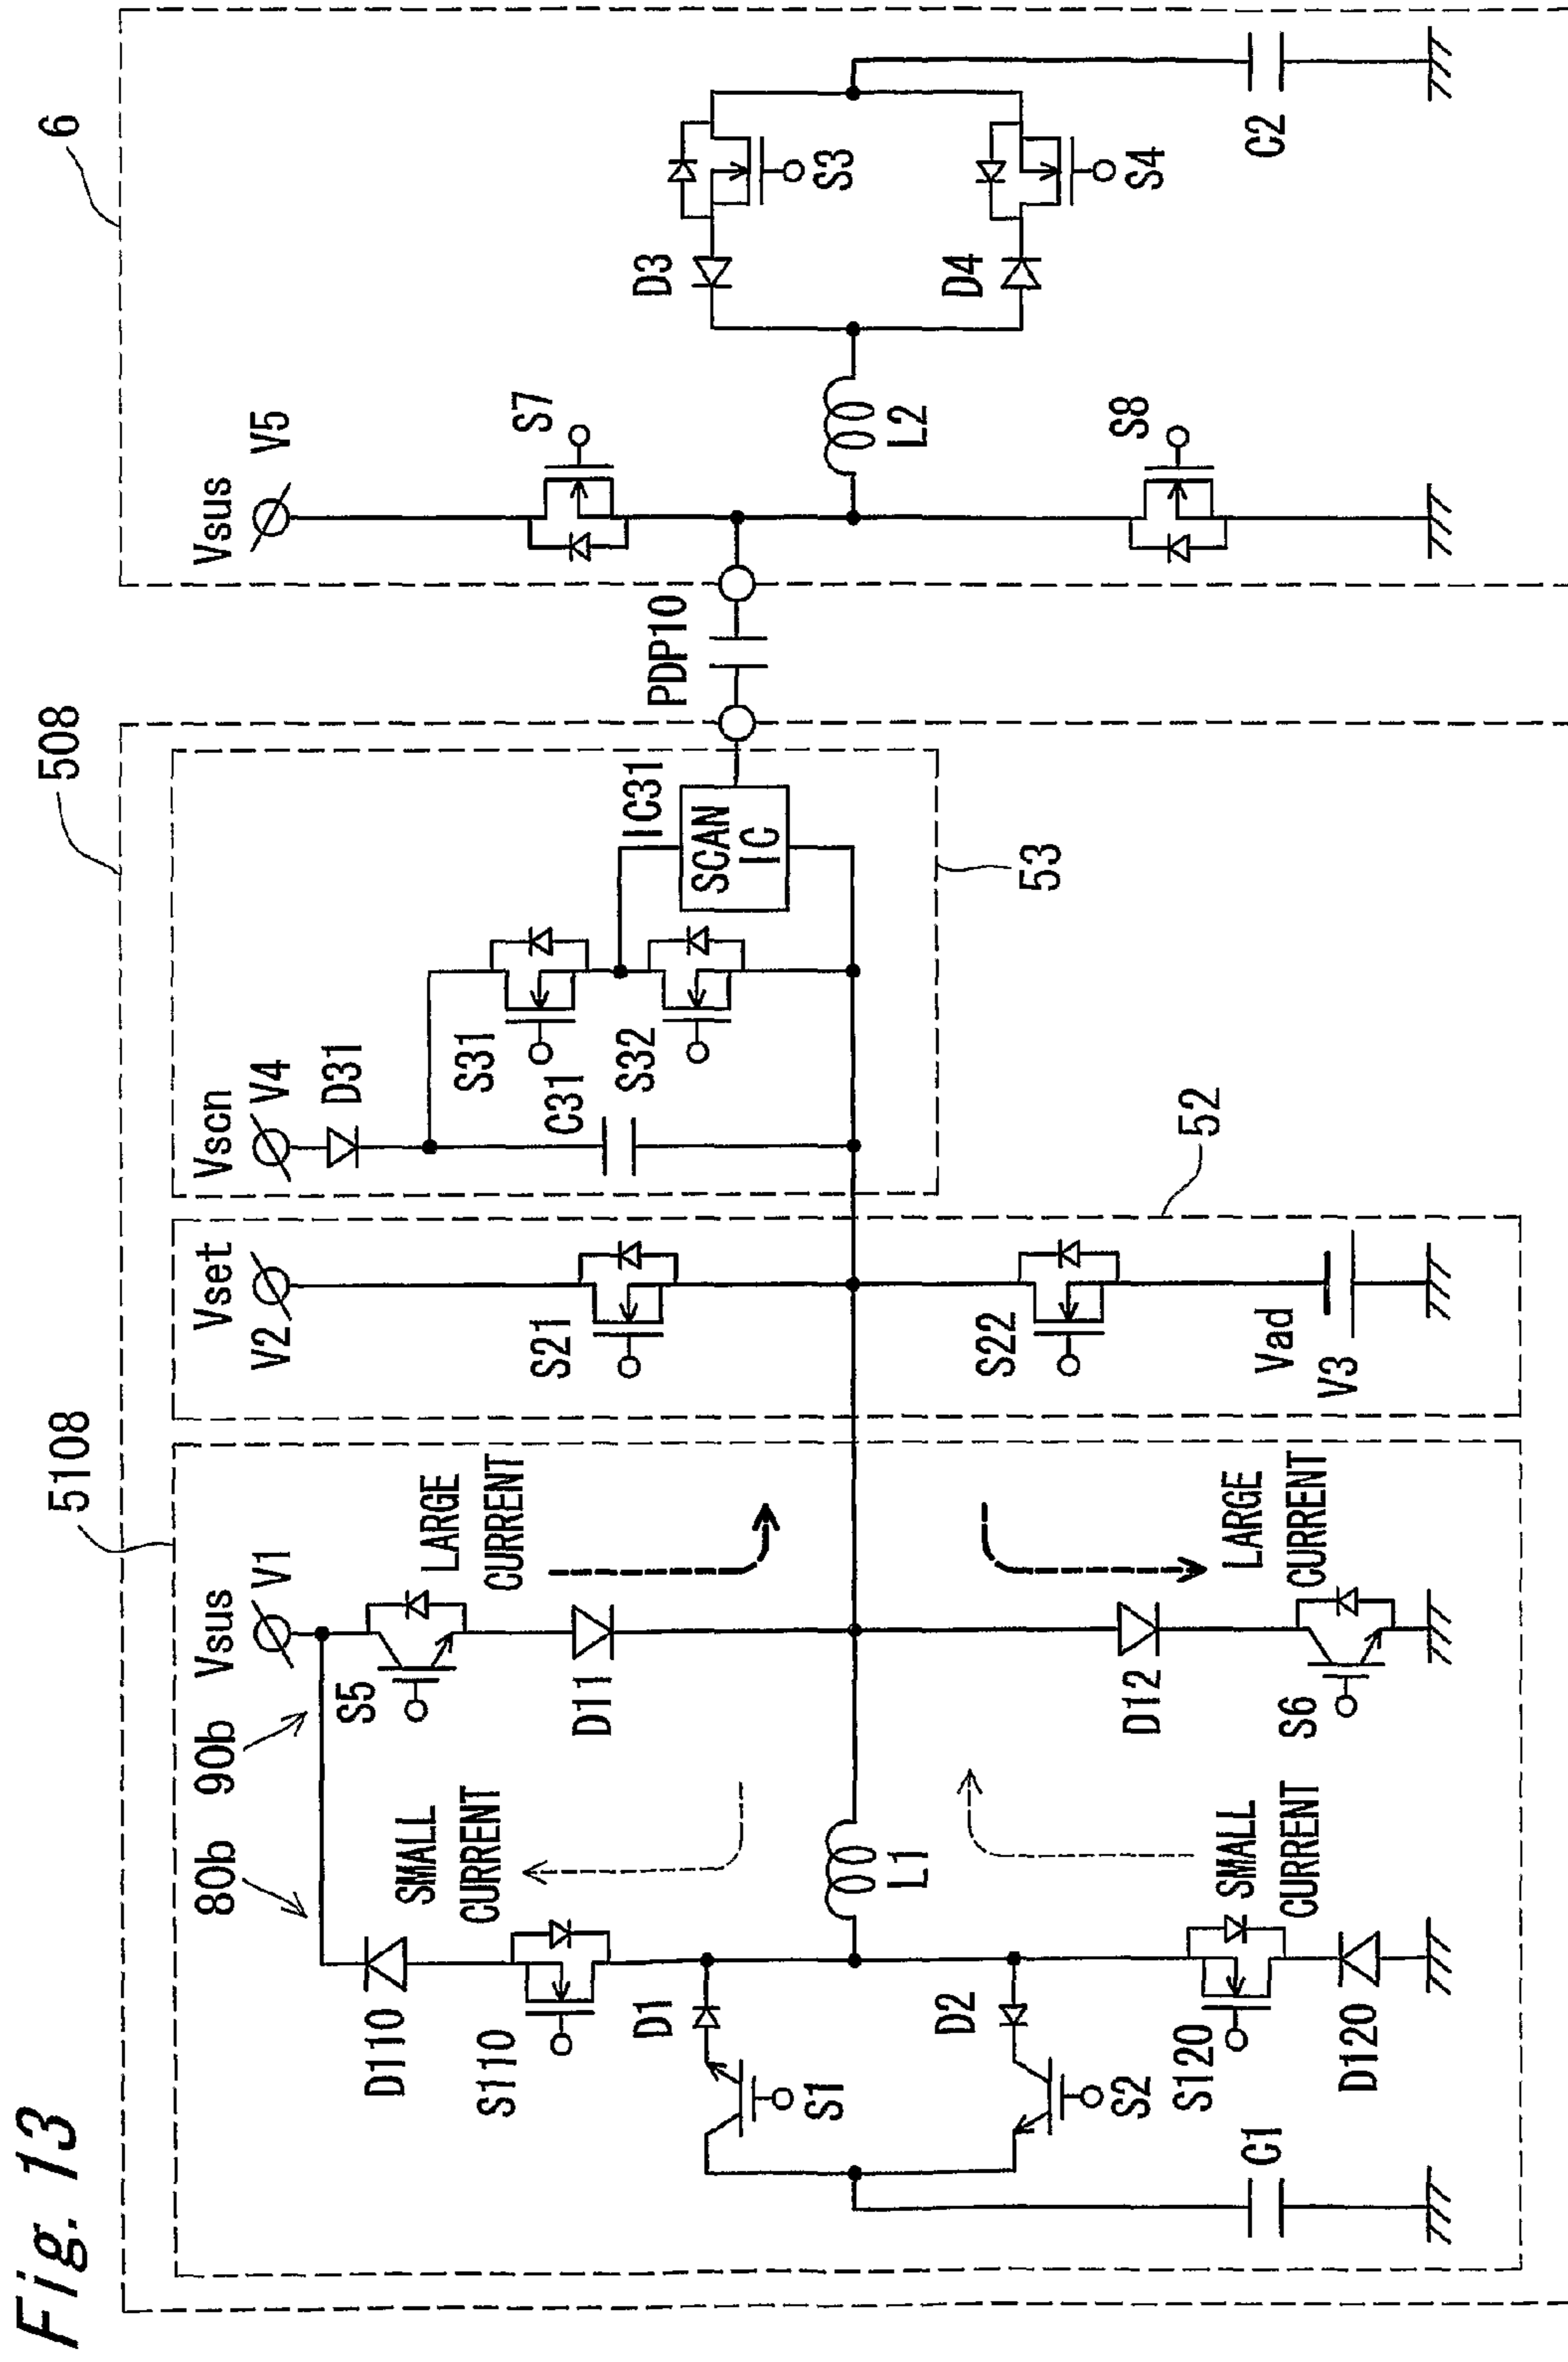 Fig. 13
6
508
5108
Vsus
V1
80b
90b
SMALL
CURRENT
LARGE
CURRENT
D110
S110
S5
D11
D1
S1
L1
D2
S2
S120
D120
SMALL
CURRENT
D12
S6
LARGE
CURRENT
C1
Vset
V2
S21
S22
Vad
V3
52
Vscn
V4
D31
S31
C31
S32
IC31
SCAN
IC
53
PDP10
Vsus
V5
S7
L2
S8
D3
S3
D4
S4
C2